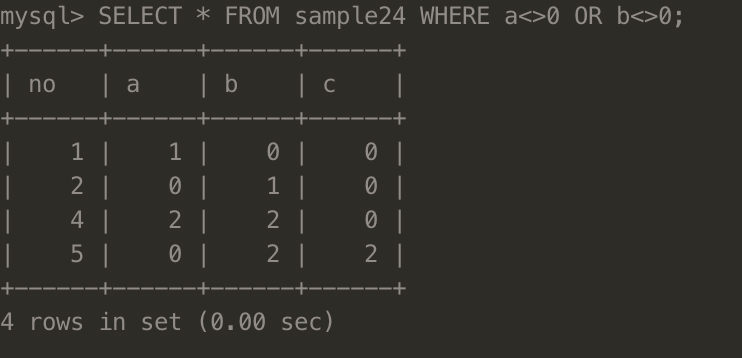 mysql> SELECT * FROM sample24 WHERE a<>0 OR b<>0;
+------+------+------+------+
| no   | a    | b    | c    |
+------+------+------+------+
|    1 |    1 |    0 |    0 |
|    2 |    0 |    1 |    0 |
|    4 |    2 |    2 |    0 |
|    5 |    0 |    2 |    2 |
+------+------+------+------+
4 rows in set (0.00 sec)